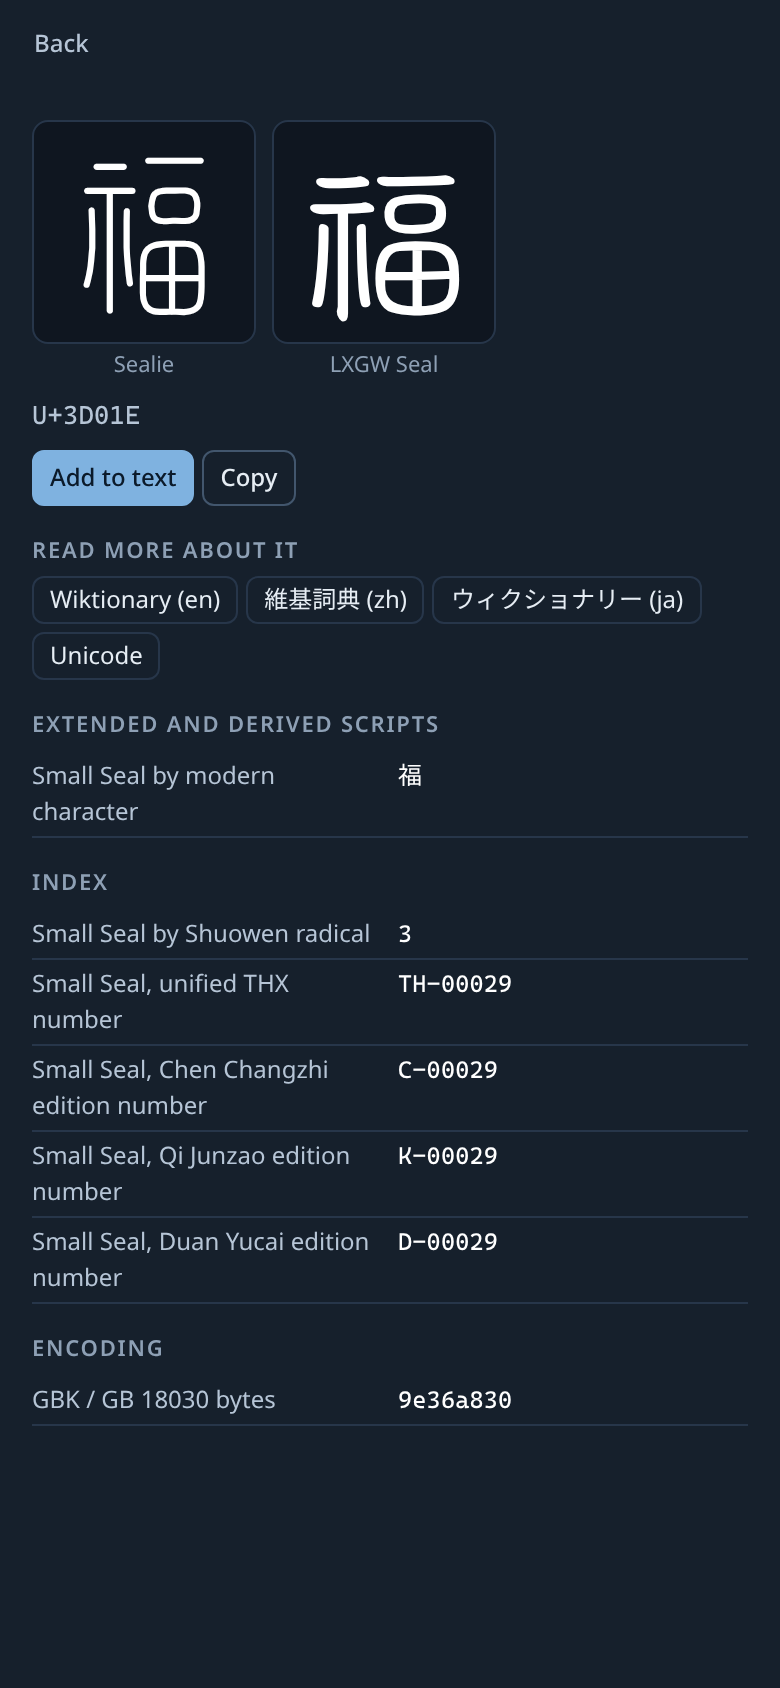 Back
福 福
Sealie LXGW Seal
U+3D01E
Add to text Copy
READ MORE ABOUT IT
Wiktionary (en) 維基詞典 (zh) ウィクショナリー (ja)
Unicode
EXTENDED AND DERIVED SCRIPTS
Small Seal by modern 福
character
INDEX
Small Seal by Shuowen radical 3
Small Seal, unified THX TH-00029
number
Small Seal, Chen Changzhi C-00029
edition number
Small Seal, Qi Junzao edition K-00029
number
Small Seal, Duan Yucai edition D-00029
number
ENCODING
GBK / GB 18030 bytes 9e36a830